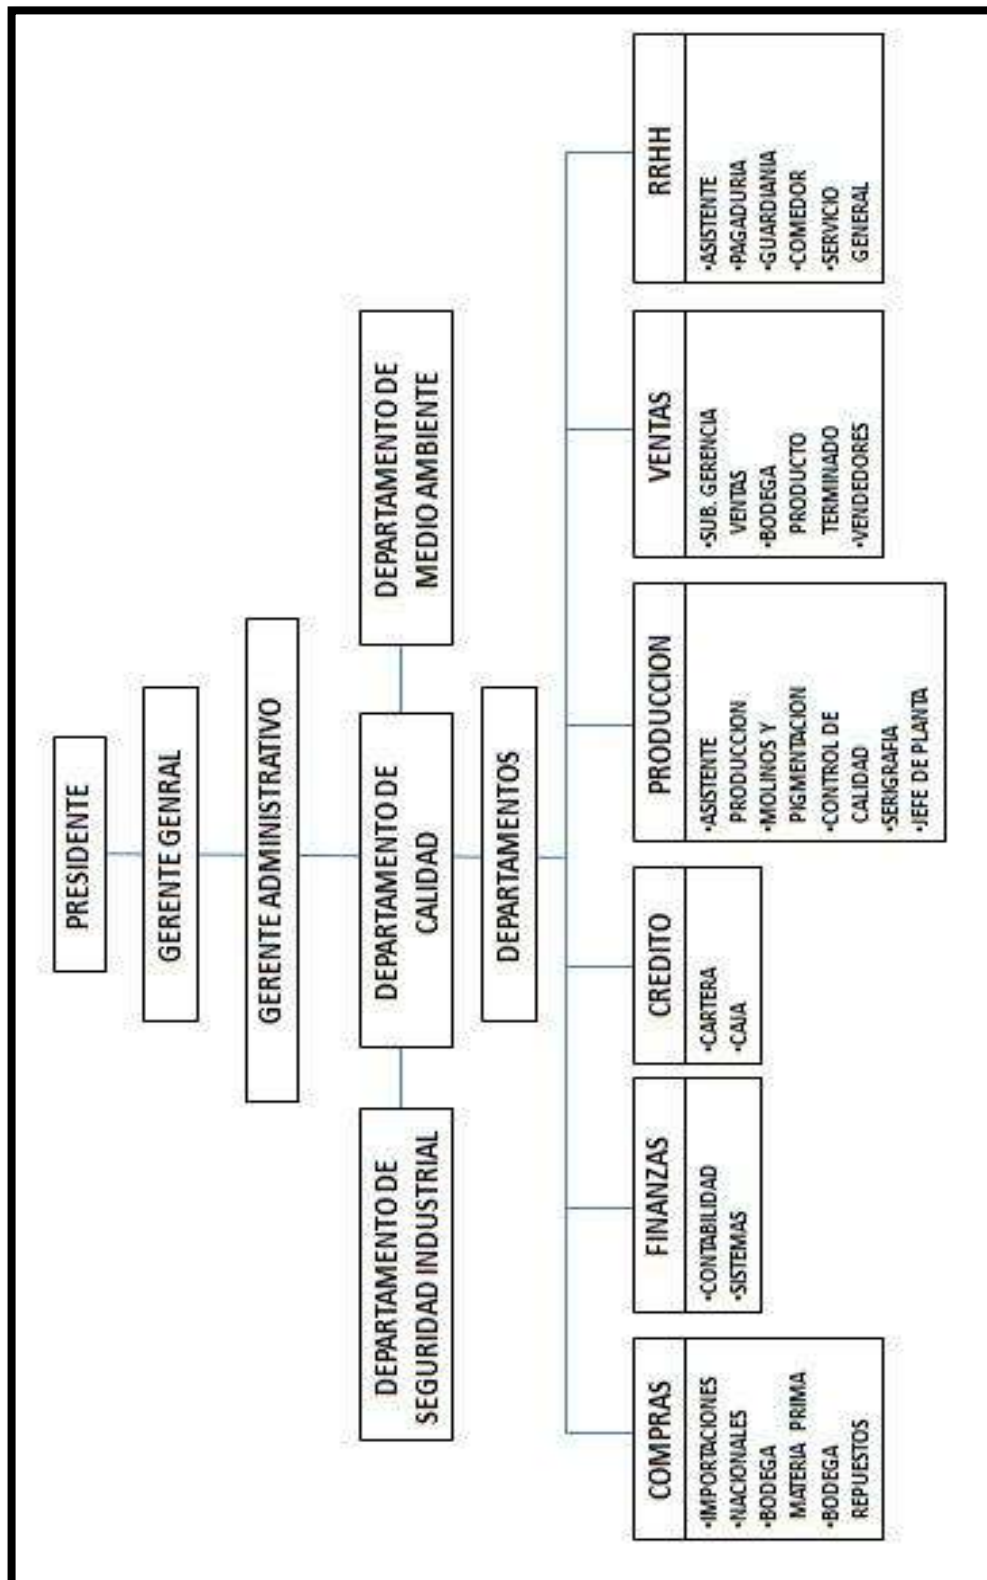 PRESIDENTE
GERENTE GENRAL
GERENTE ADMINISTRATIVO
DEPARTAMENTO DE
SEGURIDAD INDUSTRIAL
DEPARTAMENTO DE
CALIDAD
DEPARTAMENTO DE
MEDIO AMBIENTE
DEPARTAMENTOS
COMPRAS
•IMPORTACIONES
•NACIONALES
•BODEGA
MATERIA PRIMA
•BODEGA
REPUESTOS
FINANZAS
•CONTABILIDAD
•SISTEMAS
CREDITO
•CARTERA
•CAJA
PRODUCCION
•ASISTENTE
PRODUCCION
•MOLINOS Y
PIGMENTACION
•CONTROL DE
CALIDAD
•SERIGRAFIA
•JEFE DE PLANTA
VENTAS
•SUB. GERENCIA
VENTAS
•BODEGA
PRODUCTO
TERMINADO
•VENDEDORES
RRHH
•ASISTENTE
•PAGADURIA
•GUARDIANIA
•COMEDOR
•SERVICIO
GENERAL